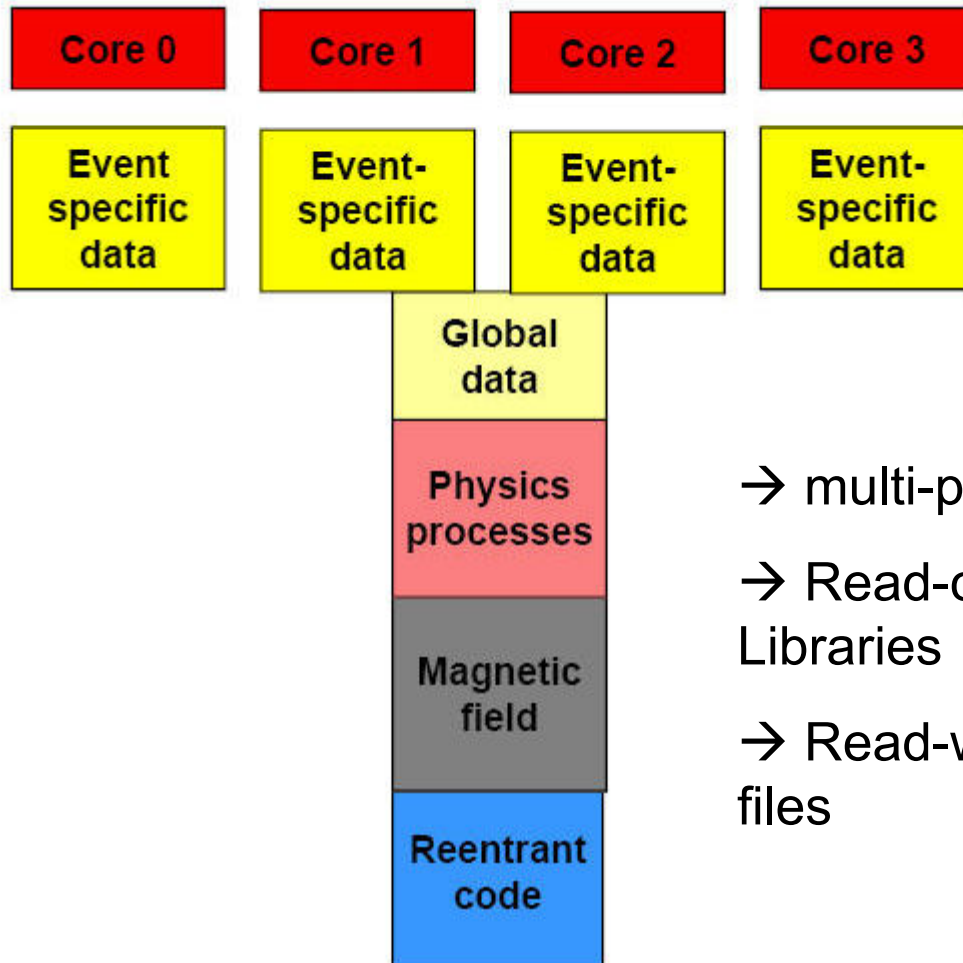 Core 0
Core 1
Core 2
Core 3
Event
specific
data
Event-
specific
data
Event-
specific
data
Event-
specific
data
Global
data
Physics
processes
Magnetic
field
Reentrant
code
→ multi-p
→ Read-
Libraries
→ Read-
files